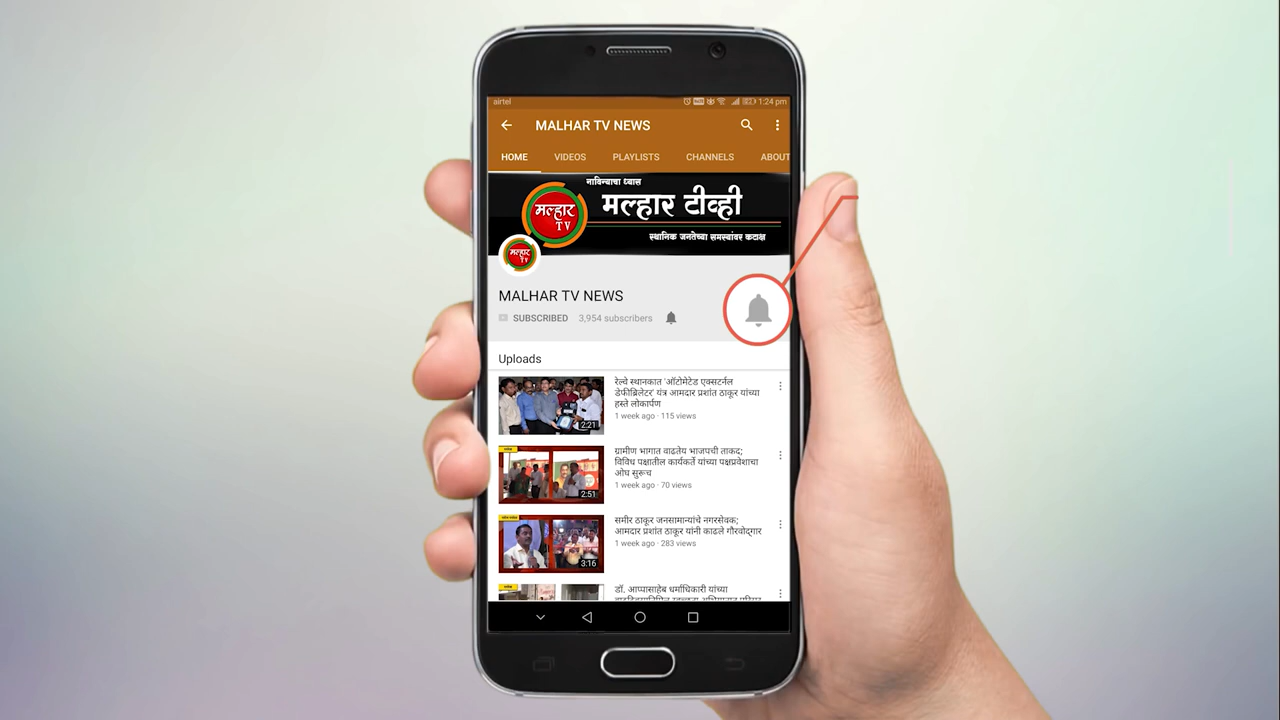 airtel
1:24 pm
MALHAR TV NEWS
HOME VIDEOS PLAYLISTS CHANNELS ABOUT
नाविन्याचा ध्यास
मल्हार टीव्ही
मल्हार
TV
स्थानिक जनतेच्या समस्यांवर कटाक्ष
मल्हार
TV
MALHAR TV NEWS
SUBSCRIBED 3,954 subscribers
Uploads
रेल्वे स्थानकात 'ऑटोमेटेड एक्सटर्नल
डेफीब्रिलेटर' यंत्र आमदार प्रशांत ठाकूर यांच्या
हस्ते लोकार्पण
1 week ago · 115 views
2:21
ग्रामीण भागात वाढतेय भाजपची ताकद;
विविध पक्षातील कार्यकर्ते यांच्या पक्षप्रवेशाचा
ओघ सुरूच
1 week ago · 70 views
2:51
समीर ठाकूर जनसामान्यांचे नगरसेवक;
आमदार प्रशांत ठाकूर यांनी काढले गौरवोद्गार
1 week ago · 283 views
3:16
डॉ. आप्पासाहेब धर्माधिकारी यांच्या